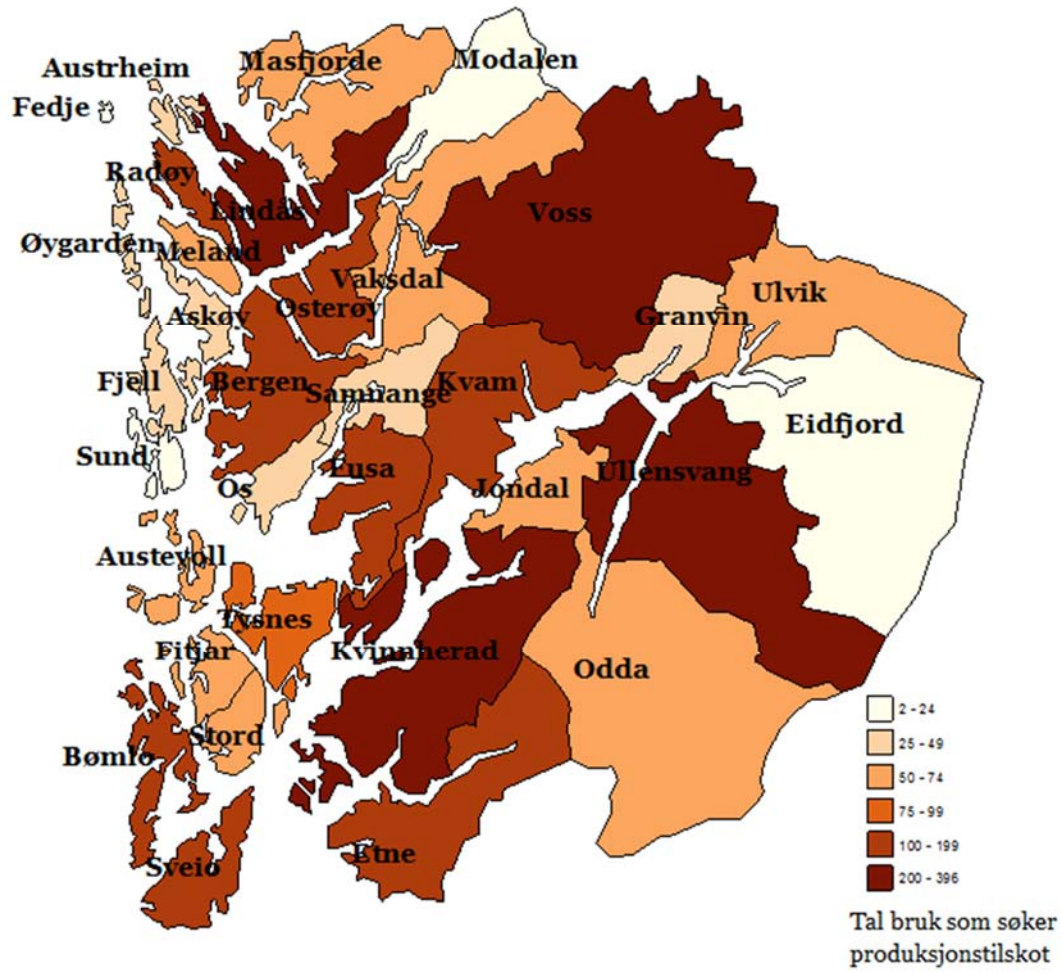 Masfjorde
Modalen
Austrheim
Fedje
Radøy
Lindås
Voss
Øygarden
Meland
Vaksdal
Ulvik
Osterøy
Askøy
Granvin
Fjell
Bergen
Samnange
Kvam
Eidfjord
Sund
Os
Fusa
Jondal
Ullensvang
Austevoll
Tysnes
Fitjar
Kvinnherad
Odda
Stord
Bømlo
Etne
Sveio
2 - 24
25 - 49
50 - 74
75 - 99
100 - 199
200 - 396
Tal bruk som søker
produksjonstilskot